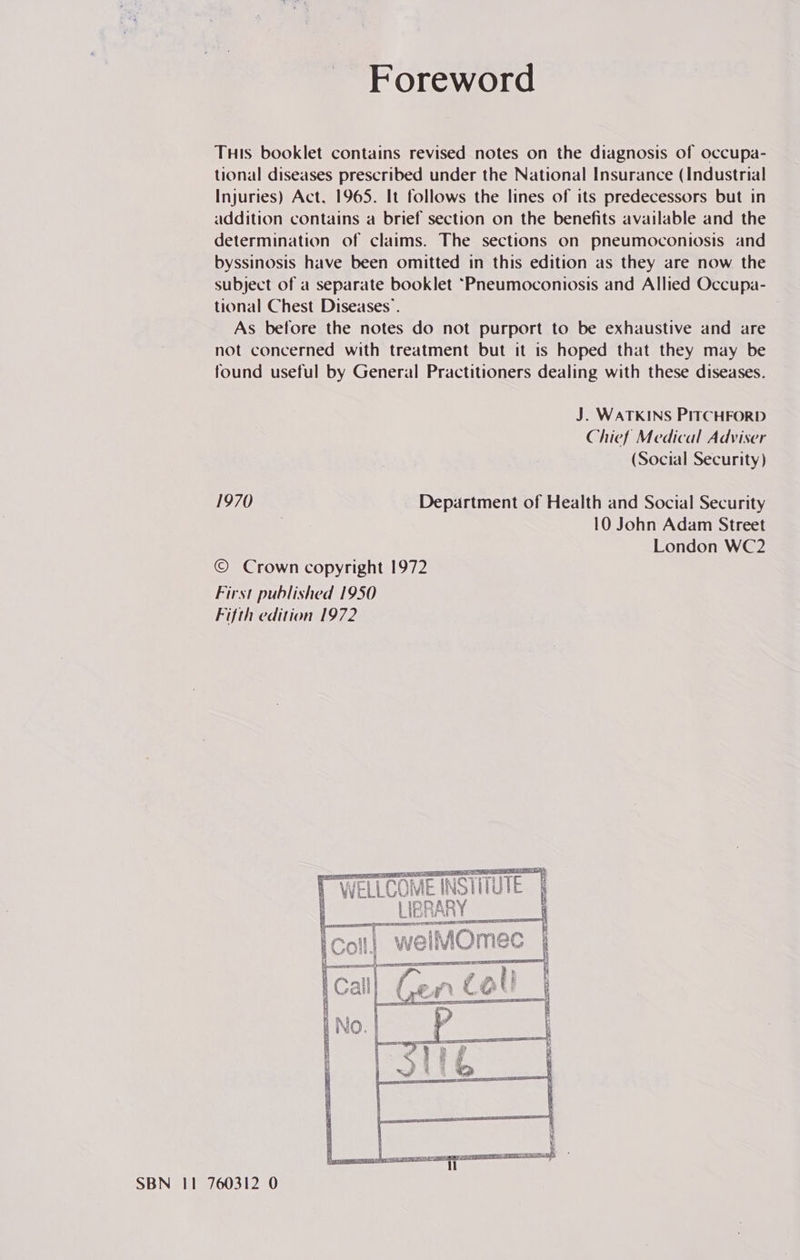 Foreword
THIS booklet contains revised notes on the diagnosis of occupa-
tional diseases prescribed under the National Insurance (Industrial
Injuries) Act, 1965. It follows the lines of its predecessors but in
addition contains a brief section on the benefits available and the
determination of claims. The sections on pneumoconiosis and
byssinosis have been omitted in this edition as they are now the
subject of a separate booklet ‘Pneumoconiosis and Allied Occupa-
tional Chest Diseases’.
As before the notes do not purport to be exhaustive and are
not concerned with treatment but it is hoped that they may be
found useful by General Practitioners dealing with these diseases.
J. WATKINS PITCHFORD
Chief Medical Adviser
(Social Security)
1970 Department of Health and Social Security
10 John Adam Street
London WC2
© Crown copyright 1972
First published 1950
Fifth edition 1972
WELLCOME INSTITUTE
LIBRARY
Coll. welMOmec
Call Gen Coll
No. P
3116
ii
SBN 11 760312 0